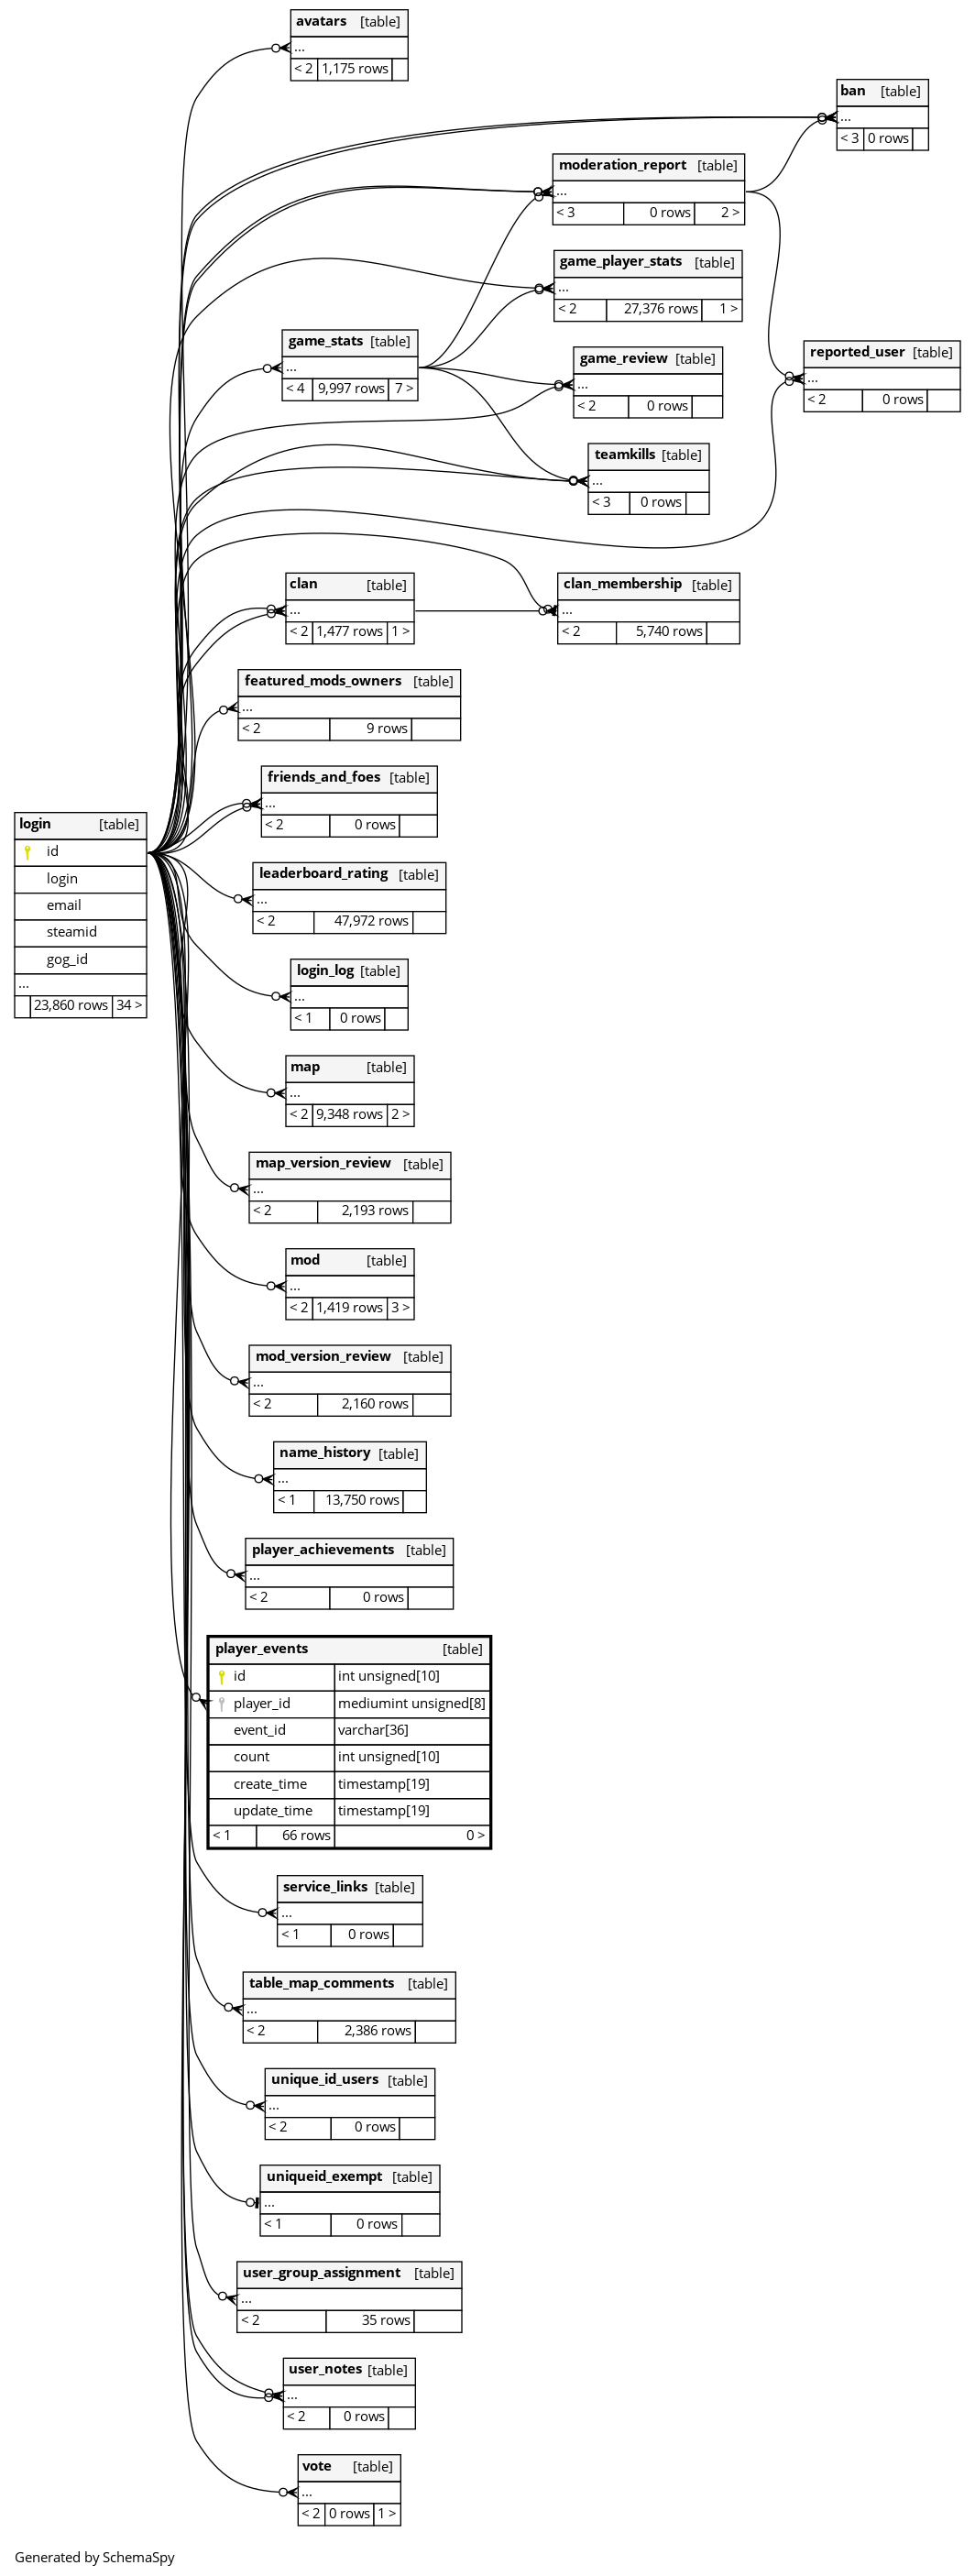 avatars [table]
...
< 2 1,175 rows
ban [table]
...
< 3 0 rows
moderation_report [table]
...
< 3 0 rows 2 >
game_player_stats [table]
...
< 2 27,376 rows 1 >
game_stats [table]
...
< 4 9,997 rows 7 >
game_review [table]
...
< 2 0 rows
reported_user [table]
...
< 2 0 rows
teamkills [table]
...
< 3 0 rows
clan [table]
...
< 2 1,477 rows 1 >
clan_membership [table]
...
< 2 5,740 rows
featured_mods_owners [table]
...
< 2 9 rows
friends_and_foes [table]
...
< 2 0 rows
login [table]
id
login
email
steamid
gog_id
...
23,860 rows 34 >
leaderboard_rating [table]
...
< 2 47,972 rows
login_log [table]
...
< 1 0 rows
map [table]
...
< 2 9,348 rows 2 >
map_version_review [table]
...
< 2 2,193 rows
mod [table]
...
< 2 1,419 rows 3 >
mod_version_review [table]
...
< 2 2,160 rows
name_history [table]
...
< 1 13,750 rows
player_achievements [table]
...
< 2 0 rows
player_events [table]
id int unsigned[10]
player_id mediumint unsigned[8]
event_id varchar[36]
count int unsigned[10]
create_time timestamp[19]
update_time timestamp[19]
< 1 66 rows 0 >
service_links [table]
...
< 1 0 rows
table_map_comments [table]
...
< 2 2,386 rows
unique_id_users [table]
...
< 2 0 rows
uniqueid_exempt [table]
...
< 1 0 rows
user_group_assignment [table]
...
< 2 35 rows
user_notes [table]
...
< 2 0 rows
vote [table]
...
< 2 0 rows 1 >
Generated by SchemaSpy